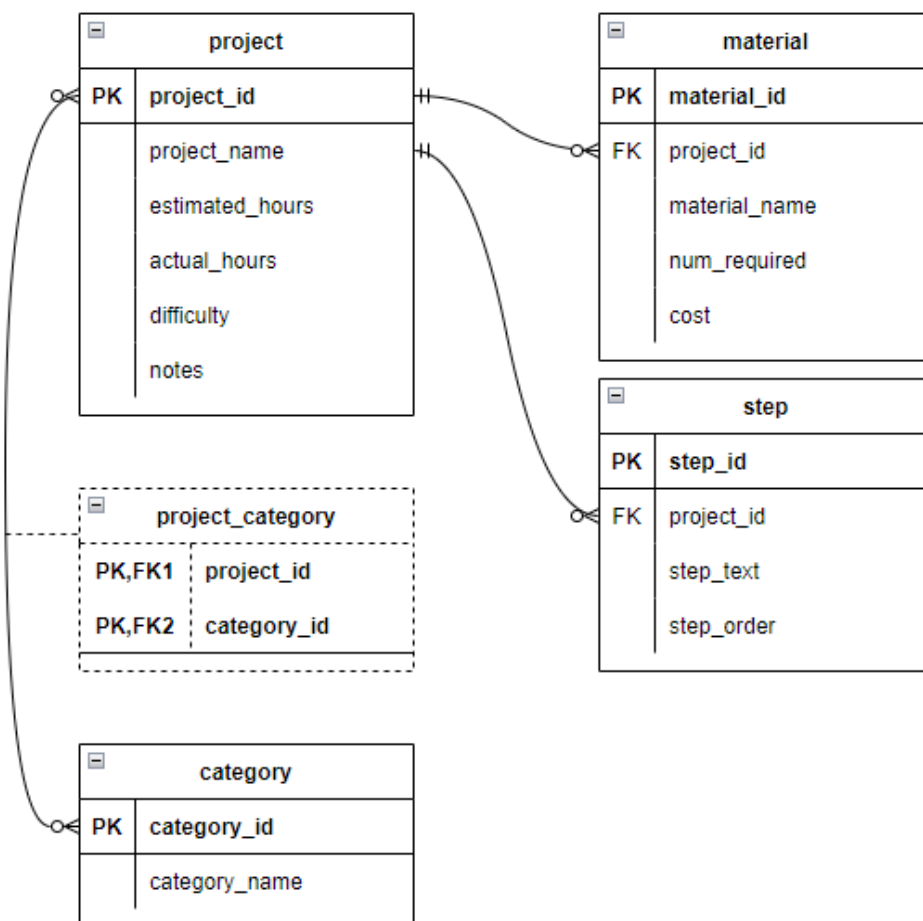 project
PK project_id
project_name
estimated_hours
actual_hours
difficulty
notes
material
PK material_id
FK project_id
material_name
num_required
cost
step
PK step_id
FK project_id
step_text
step_order
project_category
PK,FK1 project_id
PK,FK2 category_id
category
PK category_id
category_name